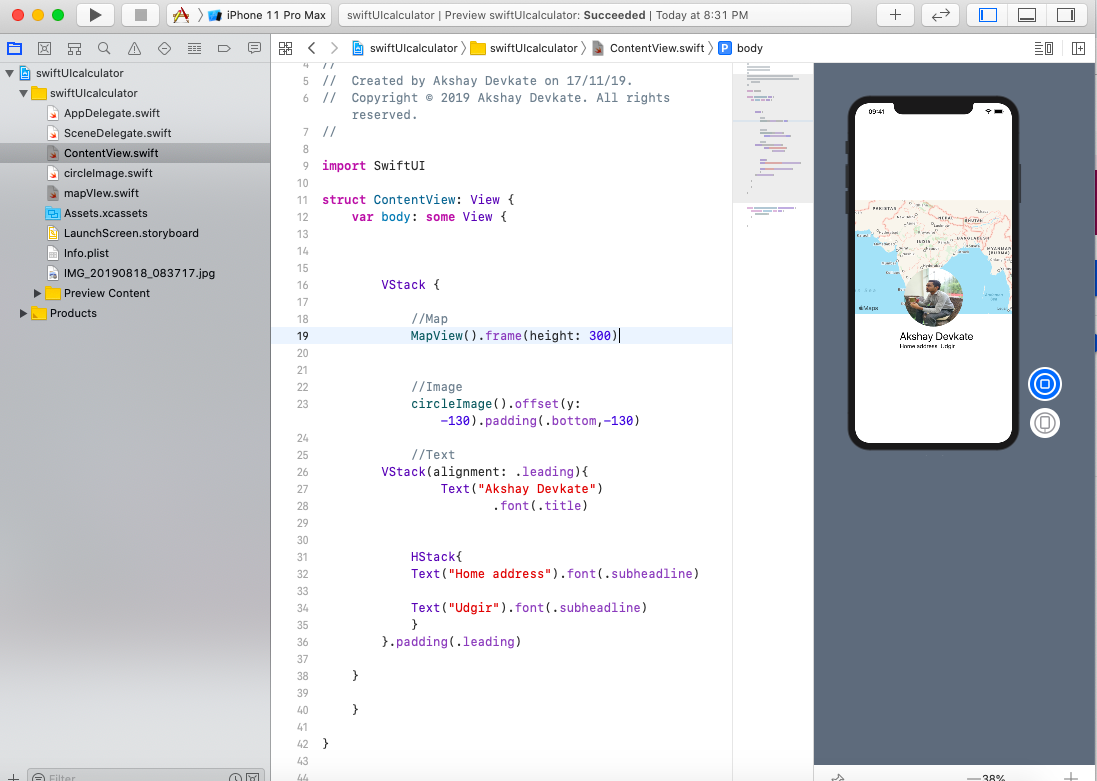 iPhone 11 Pro Max
swiftUIcalculator | Preview swiftUIcalculator: Succeeded | Today at 8:31 PM
swiftUIcalculator
swiftUIcalculator
ContentView.swift
P body
swiftUIcalculator
swiftUIcalculator
AppDelegate.swift
SceneDelegate.swift
ContentView.swift
circleImage.swift
mapVIew.swift
Assets.xcassets
LaunchScreen.storyboard
Info.plist
IMG_20190818_083717.jpg
Preview Content
Products
Filter
4 //
5 // Created by Akshay Devkate on 17/11/19.
6 // Copyright © 2019 Akshay Devkate. All rights
reserved.
7 //
8
9 import SwiftUI
10
11 struct ContentView: View {
12 var body: some View {
13
14
15
16 VStack {
17
18 //Map
19 MapView().frame(height: 300)
20
21
22 //Image
23 circleImage().offset(y:
-130).padding(.bottom,-130)
24
25 //Text
26 VStack(alignment: .leading){
27 Text("Akshay Devkate")
28 .font(.title)
29
30
31 HStack{
32 Text("Home address").font(.subheadline)
33
34 Text("Udgir").font(.subheadline)
35 }
36 }.padding(.leading)
37
38 }
39
40 }
41
42 }
43
44
09:41
PAKISTAN
NEPAL
BHUTAN
INDIA
BANGLADESH
MYANMAR
(BURMA)
Maps
Akshay Devkate
Home address Udgir
38%